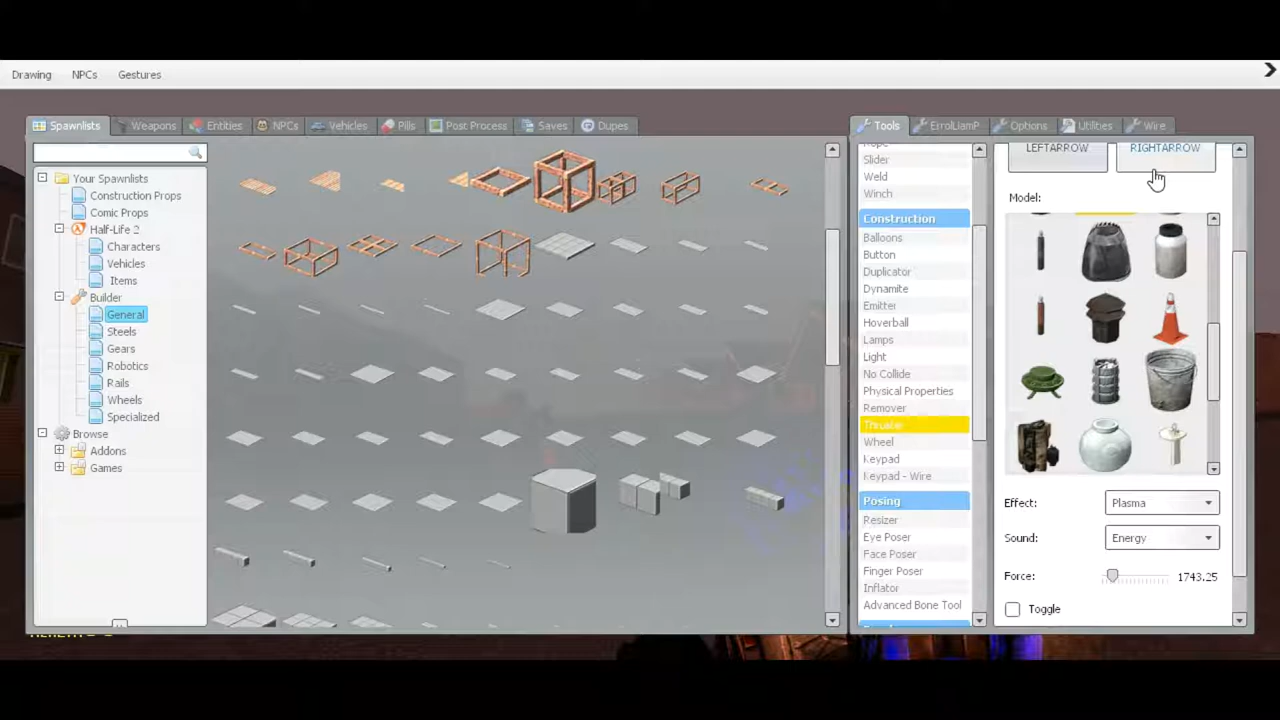 Drawing NPCs Gestures
Spawnlists Weapons Entities NPCs Vehicles Pills Post Process Saves Dupes
Your Spawnlists
Construction Props
Comic Props
Half-Life 2
Characters
Vehicles
Items
Builder
General
Steels
Gears
Robotics
Rails
Wheels
Specialized
Browse
Addons
Games
Tools ErrolLiamP Options Utilities Wire
Rope
Slider
Weld
Winch
Construction
Balloons
Button
Duplicator
Dynamite
Emitter
Hoverball
Lamps
Light
No Collide
Physical Properties
Remover
Thruster
Wheel
Keypad
Keypad - Wire
Posing
Resizer
Eye Poser
Face Poser
Finger Poser
Inflator
Advanced Bone Tool
LEFTARROW RIGHTARROW
Model:
Effect: Plasma
Sound: Energy
Force: 1743.25
Toggle